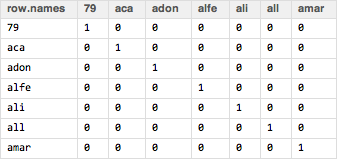 row.names 79 aca adon alfe ali all amar
79 1 0 0 0 0 0 0
aca 0 1 0 0 0 0 0
adon 0 0 1 0 0 0 0
alfe 0 0 0 1 0 0 0
ali 0 0 0 0 1 0 0
all 0 0 0 0 0 1 0
amar 0 0 0 0 0 0 1